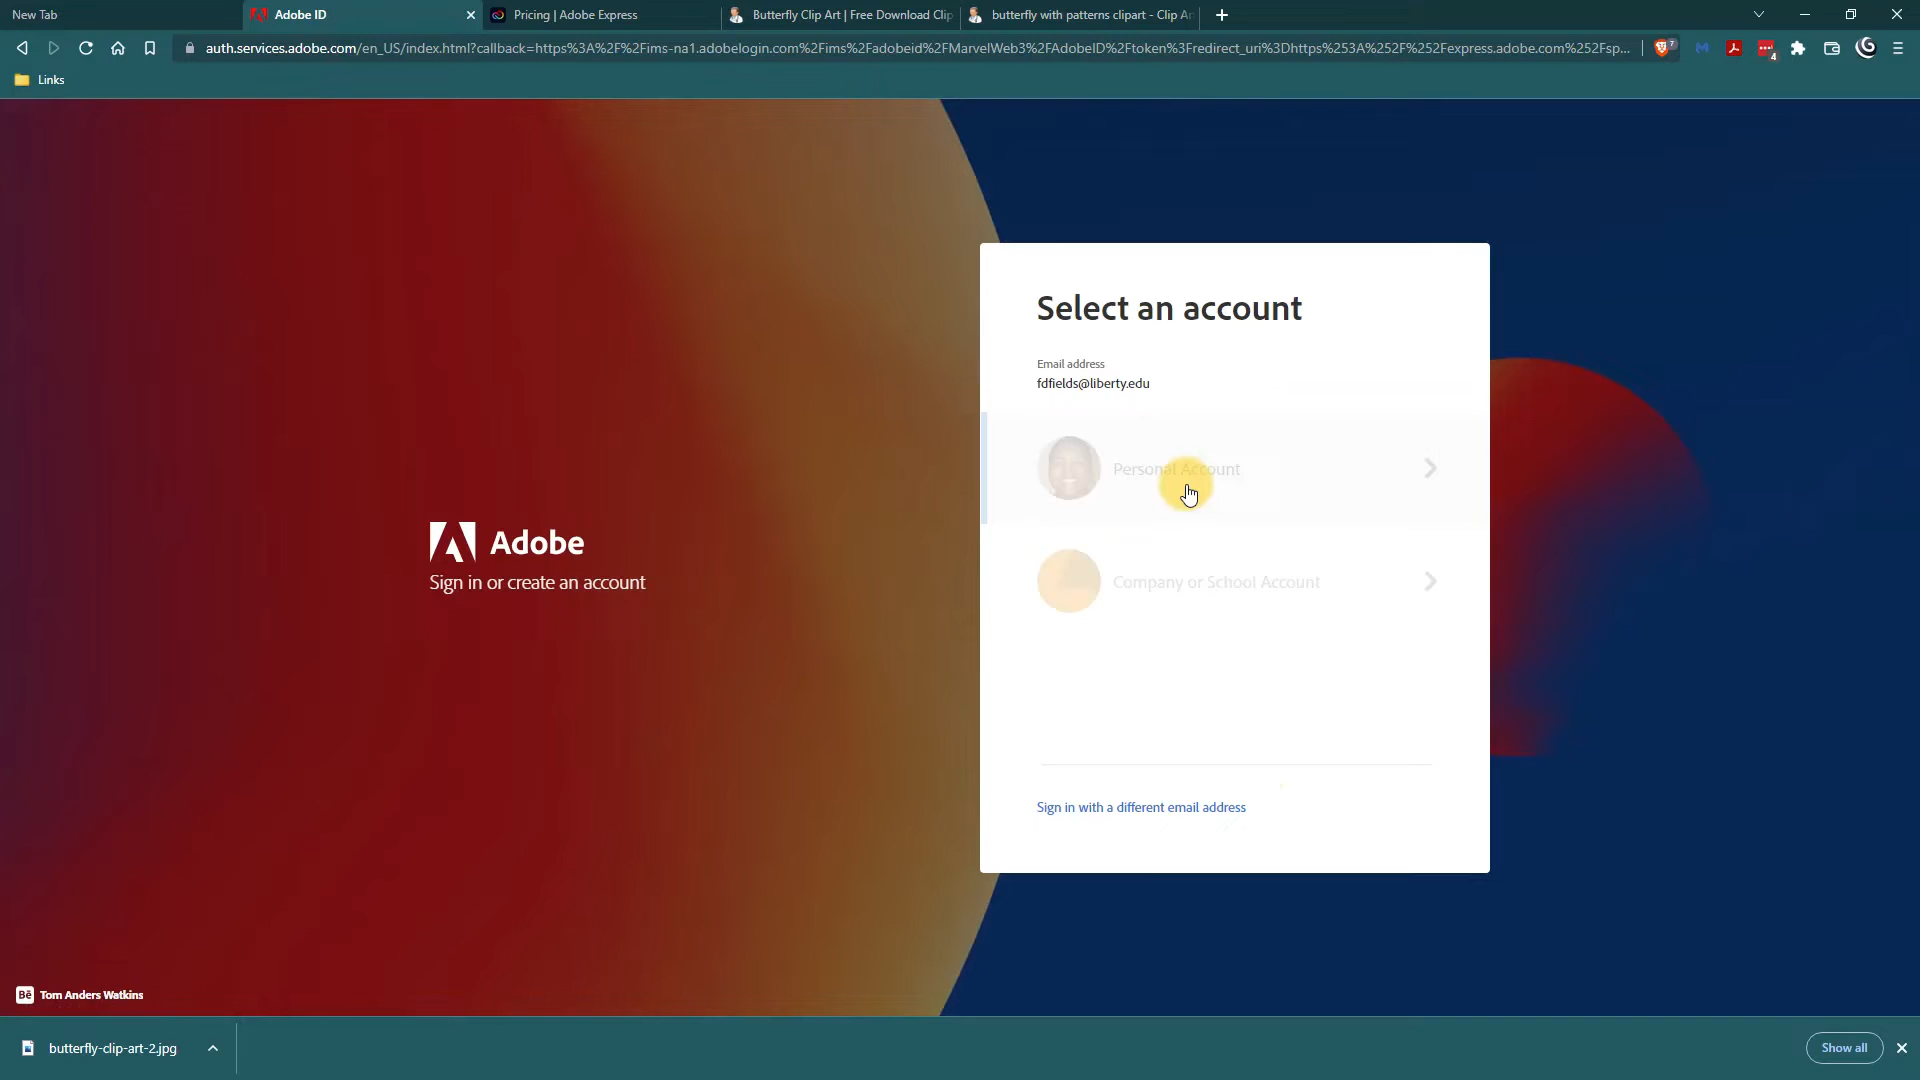 New Tab
Adobe ID
Pricing | Adobe Express
Butterfly Clip Art | Free Download Clip
butterfly with patterns clipart - Clip Ar
auth.services.adobe.com/en_US/index.html?callback=https%3A%2F%2Fims-na1.adobelogin.com%2Fims%2Fadobeid%2FMarvelWeb3%2FAdobeID%2Ftoken%3Fredirect_uri%3Dhttps%253A%252F%252Fexpress.adobe.com%252Fsp...
7
4
Links
Select an account
Email address
fdfields@liberty.edu
Personal Account
Company or School Account
Adobe
Sign in or create an account
Sign in with a different email address
Bē Tom Anders Watkins
butterfly-clip-art-2.jpg
Show all